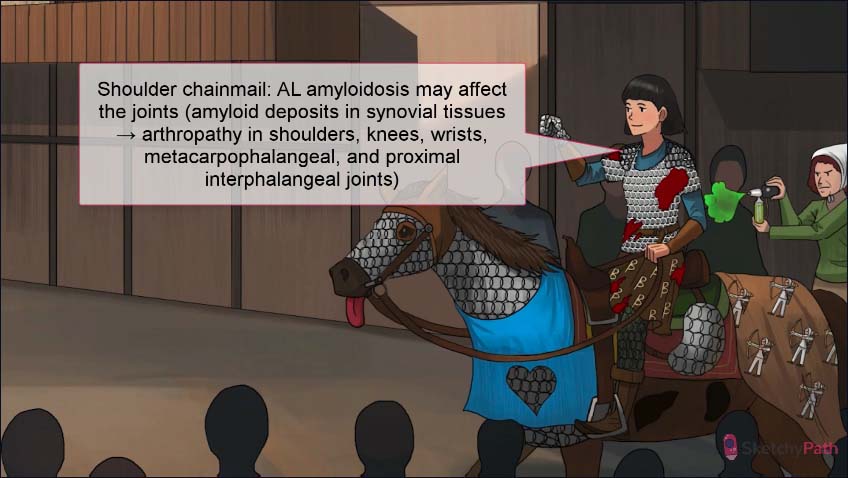 Shoulder chainmail: AL amyloidosis may affect
the joints (amyloid deposits in synovial tissues
→ arthropathy in shoulders, knees, wrists,
metacarpophalangeal, and proximal
interphalangeal joints)
SketchyPath